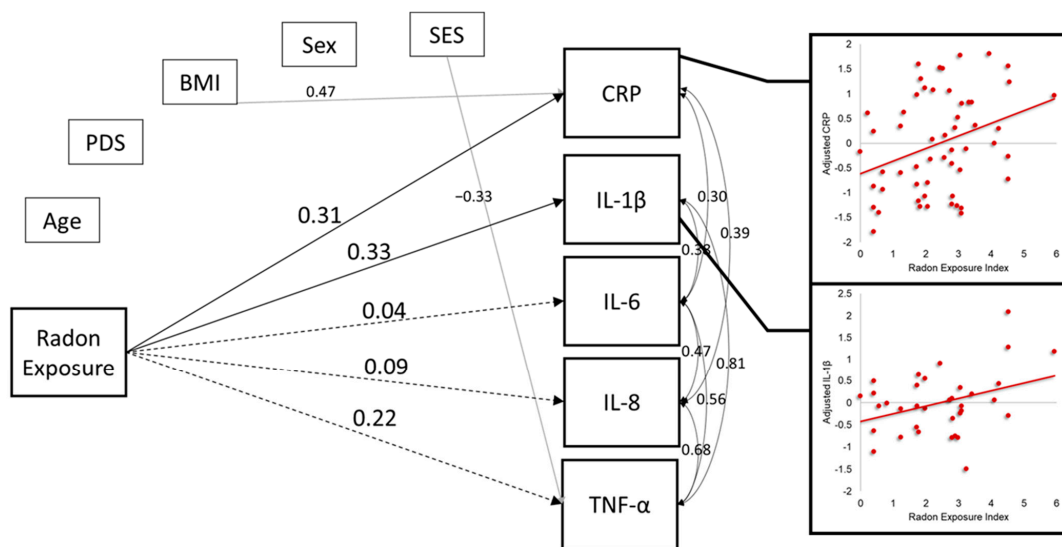 Sex
SES
BMI
0.47
PDS
Age
Radon
Exposure
0.31
0.33
0.04
0.09
0.22
−0.33
CRP
IL-1β
IL-6
IL-8
TNF-α
0.30
0.39
0.38
0.47
0.81
0.56
0.68
Adjusted CRP
2
1.5
1
0.5
0
-0.5
-1
-1.5
-2
0 1 2 3 4 5 6
Radon Exposure Index
Adjusted IL-1β
2.5
2
1.5
1
0.5
0
-0.5
-1
-1.5
-2
0 1 2 3 4 5 6
Radon Exposure Index